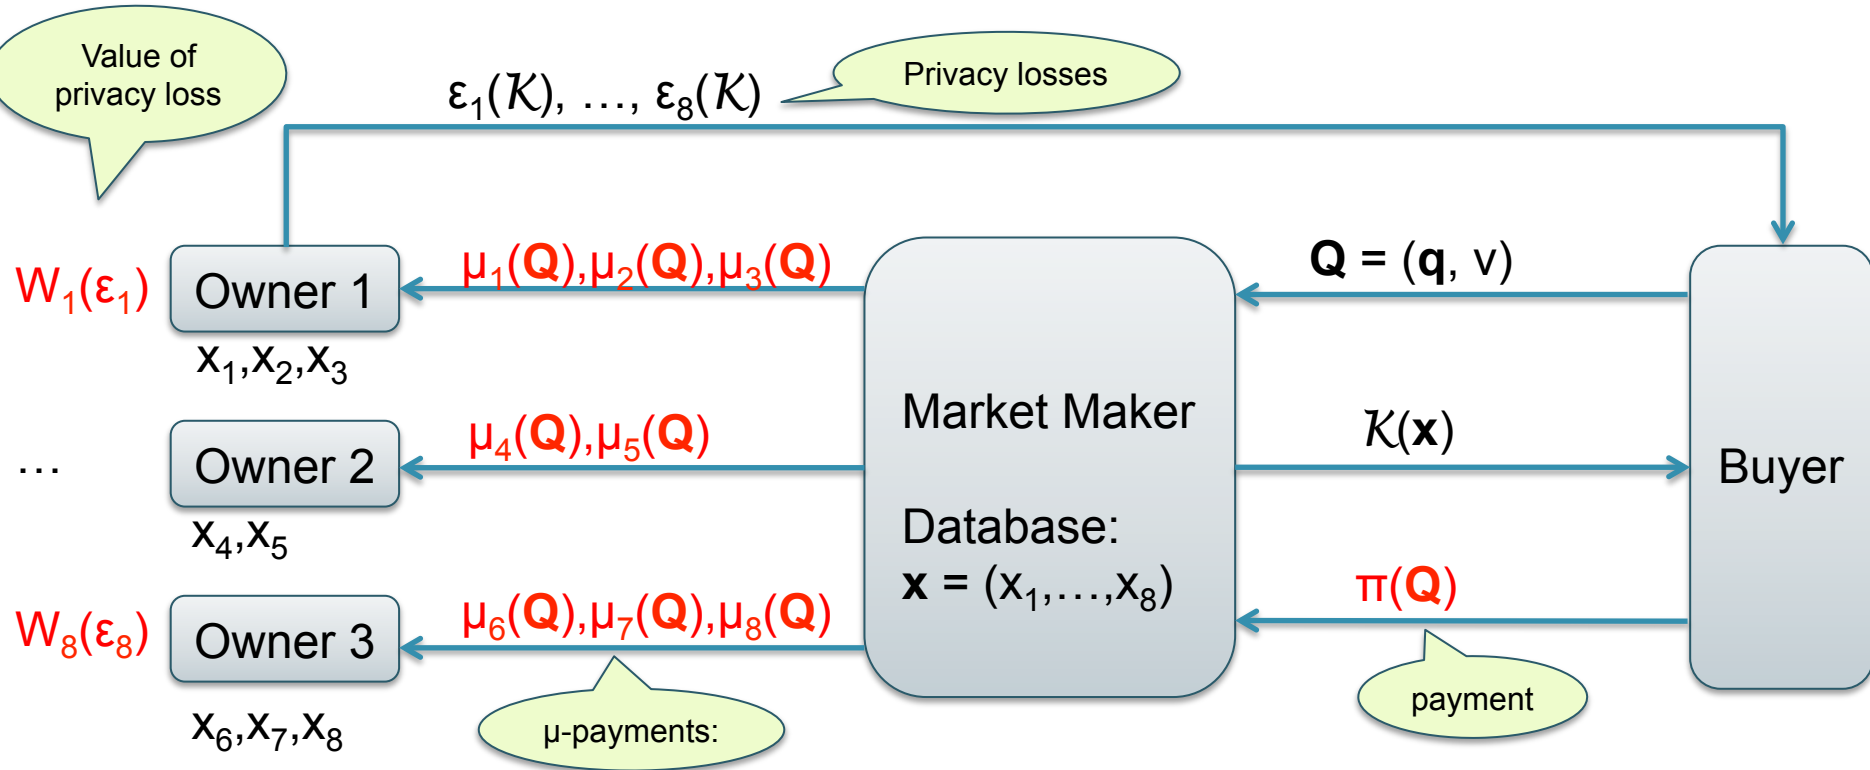 Value of
privacy loss
ε₁(𝒦), …, ε₈(𝒦)
Privacy losses
W₁(ε₁)
Owner 1
x₁,x₂,x₃
μ₁(Q),μ₂(Q),μ₃(Q)
Q = (q, v)
…
Owner 2
x₄,x₅
μ₄(Q),μ₅(Q)
Market Maker
Database:
x = (x₁,…,x₈)
𝒦(x)
Buyer
W₈(ε₈)
Owner 3
x₆,x₇,x₈
μ₆(Q),μ₇(Q),μ₈(Q)
μ-payments:
π(Q)
payment